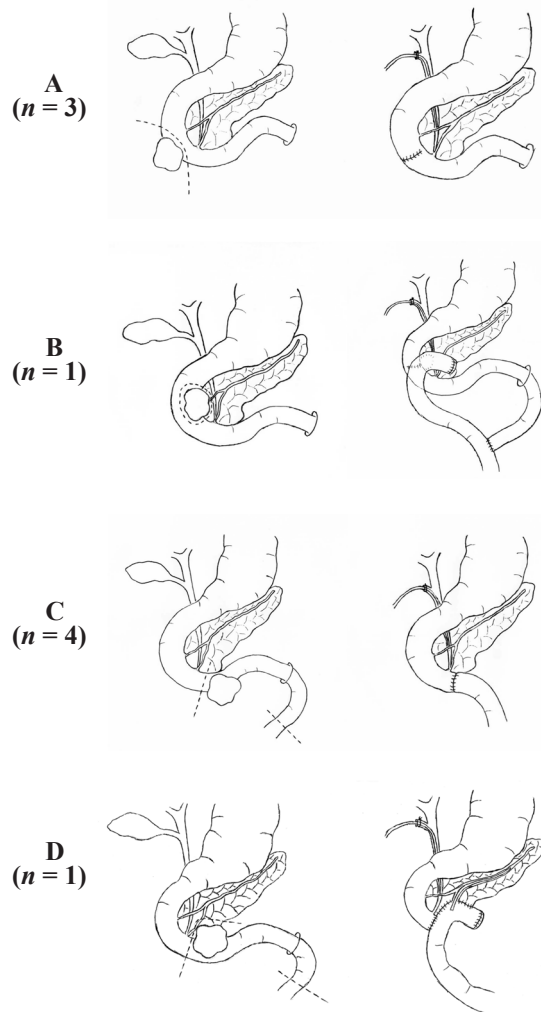 A
(n = 3)
B
(n = 1)
C
(n = 4)
D
(n = 1)